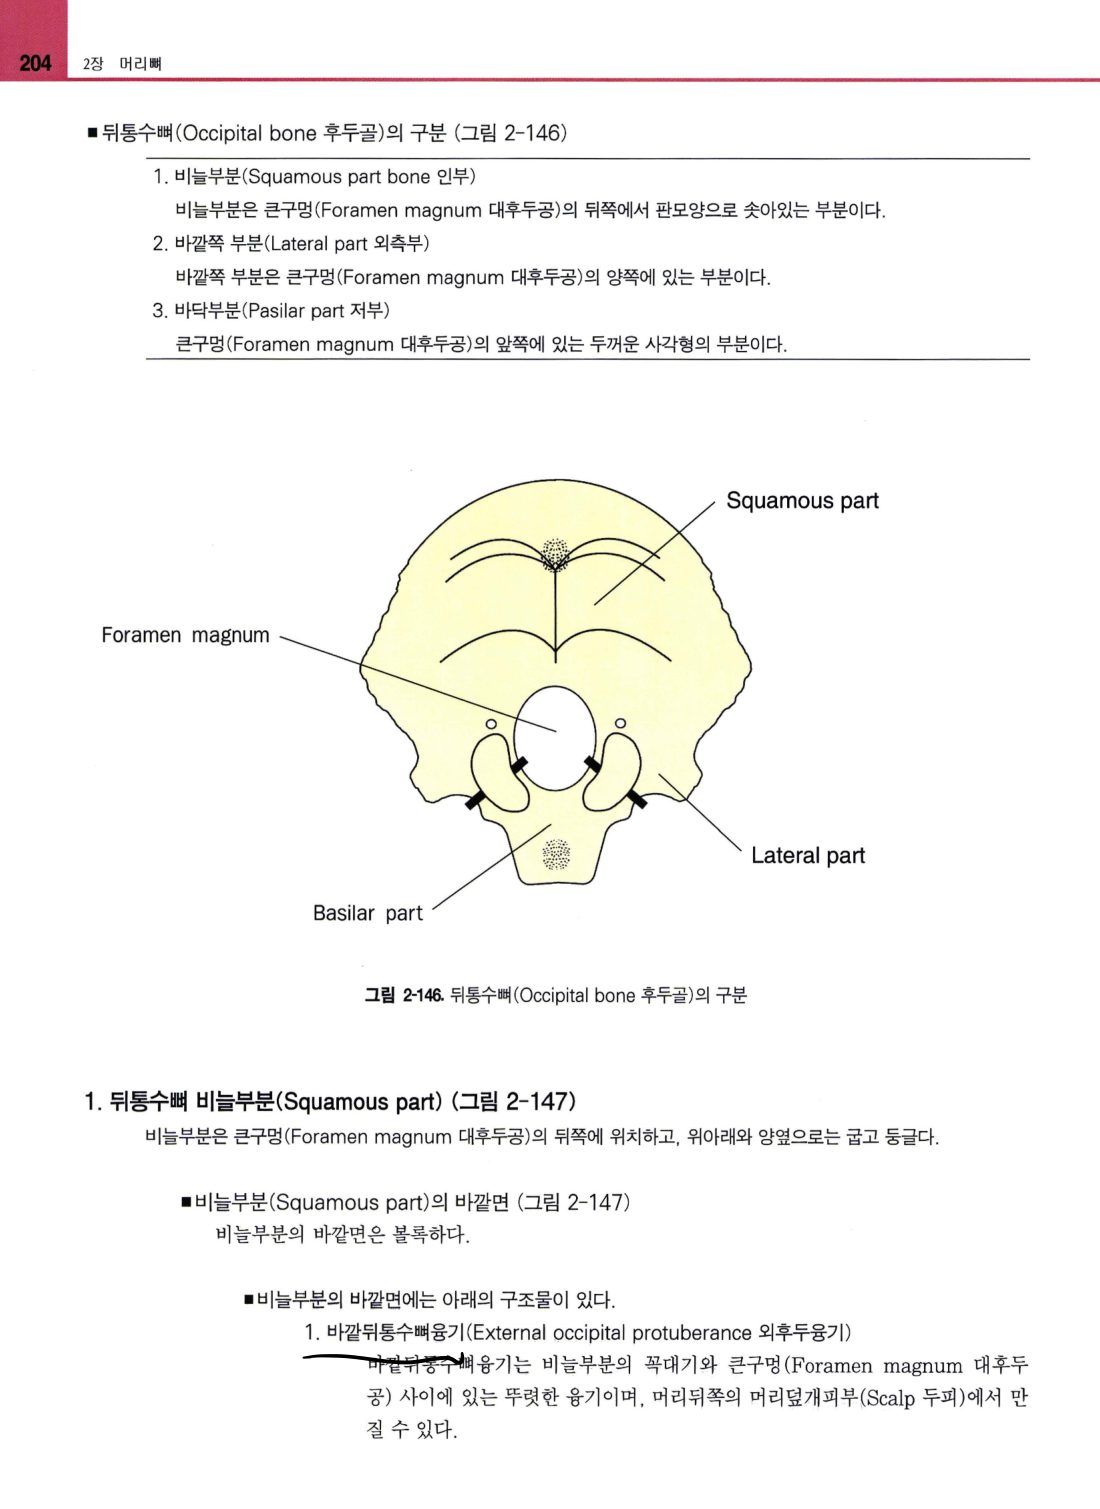 204 2장 머리뼈
■ 뒤통수뼈(Occipital bone 후두골)의 구분 (그림 2-146)
1. 비늘부분(Squamous part bone 인부)
비늘부분은 큰구멍(Foramen magnum 대후두공)의 뒤쪽에서 판모양으로 솟아있는 부분이다.
2. 바깥쪽 부분(Lateral part 외측부)
바깥쪽 부분은 큰구멍(Foramen magnum 대후두공)의 양쪽에 있는 부분이다.
3. 바닥부분(Pasilar part 저부)
큰구멍(Foramen magnum 대후두공)의 앞쪽에 있는 두꺼운 사각형의 부분이다.
Squamous part
Foramen magnum
Lateral part
Basilar part
그림 2-146. 뒤통수뼈(Occipital bone 후두골)의 구분
1. 뒤통수뼈 비늘부분(Squamous part) (그림 2-147)
비늘부분은 큰구멍(Foramen magnum 대후두공)의 뒤쪽에 위치하고, 위아래와 양옆으로는 굽고 둥글다.
■ 비늘부분(Squamous part)의 바깥면 (그림 2-147)
비늘부분의 바깥면은 볼록하다.
■ 비늘부분의 바깥면에는 아래의 구조물이 있다.
1. 바깥뒤통수뼈융기(External occipital protuberance 외후두융기)
바깥뒤통수뼈융기는 비늘부분의 꼭대기와 큰구멍(Foramen magnum 대후두
공) 사이에 있는 뚜렷한 융기이며, 머리뒤쪽의 머리덮개피부(Scalp 두피)에서 만
질 수 있다.